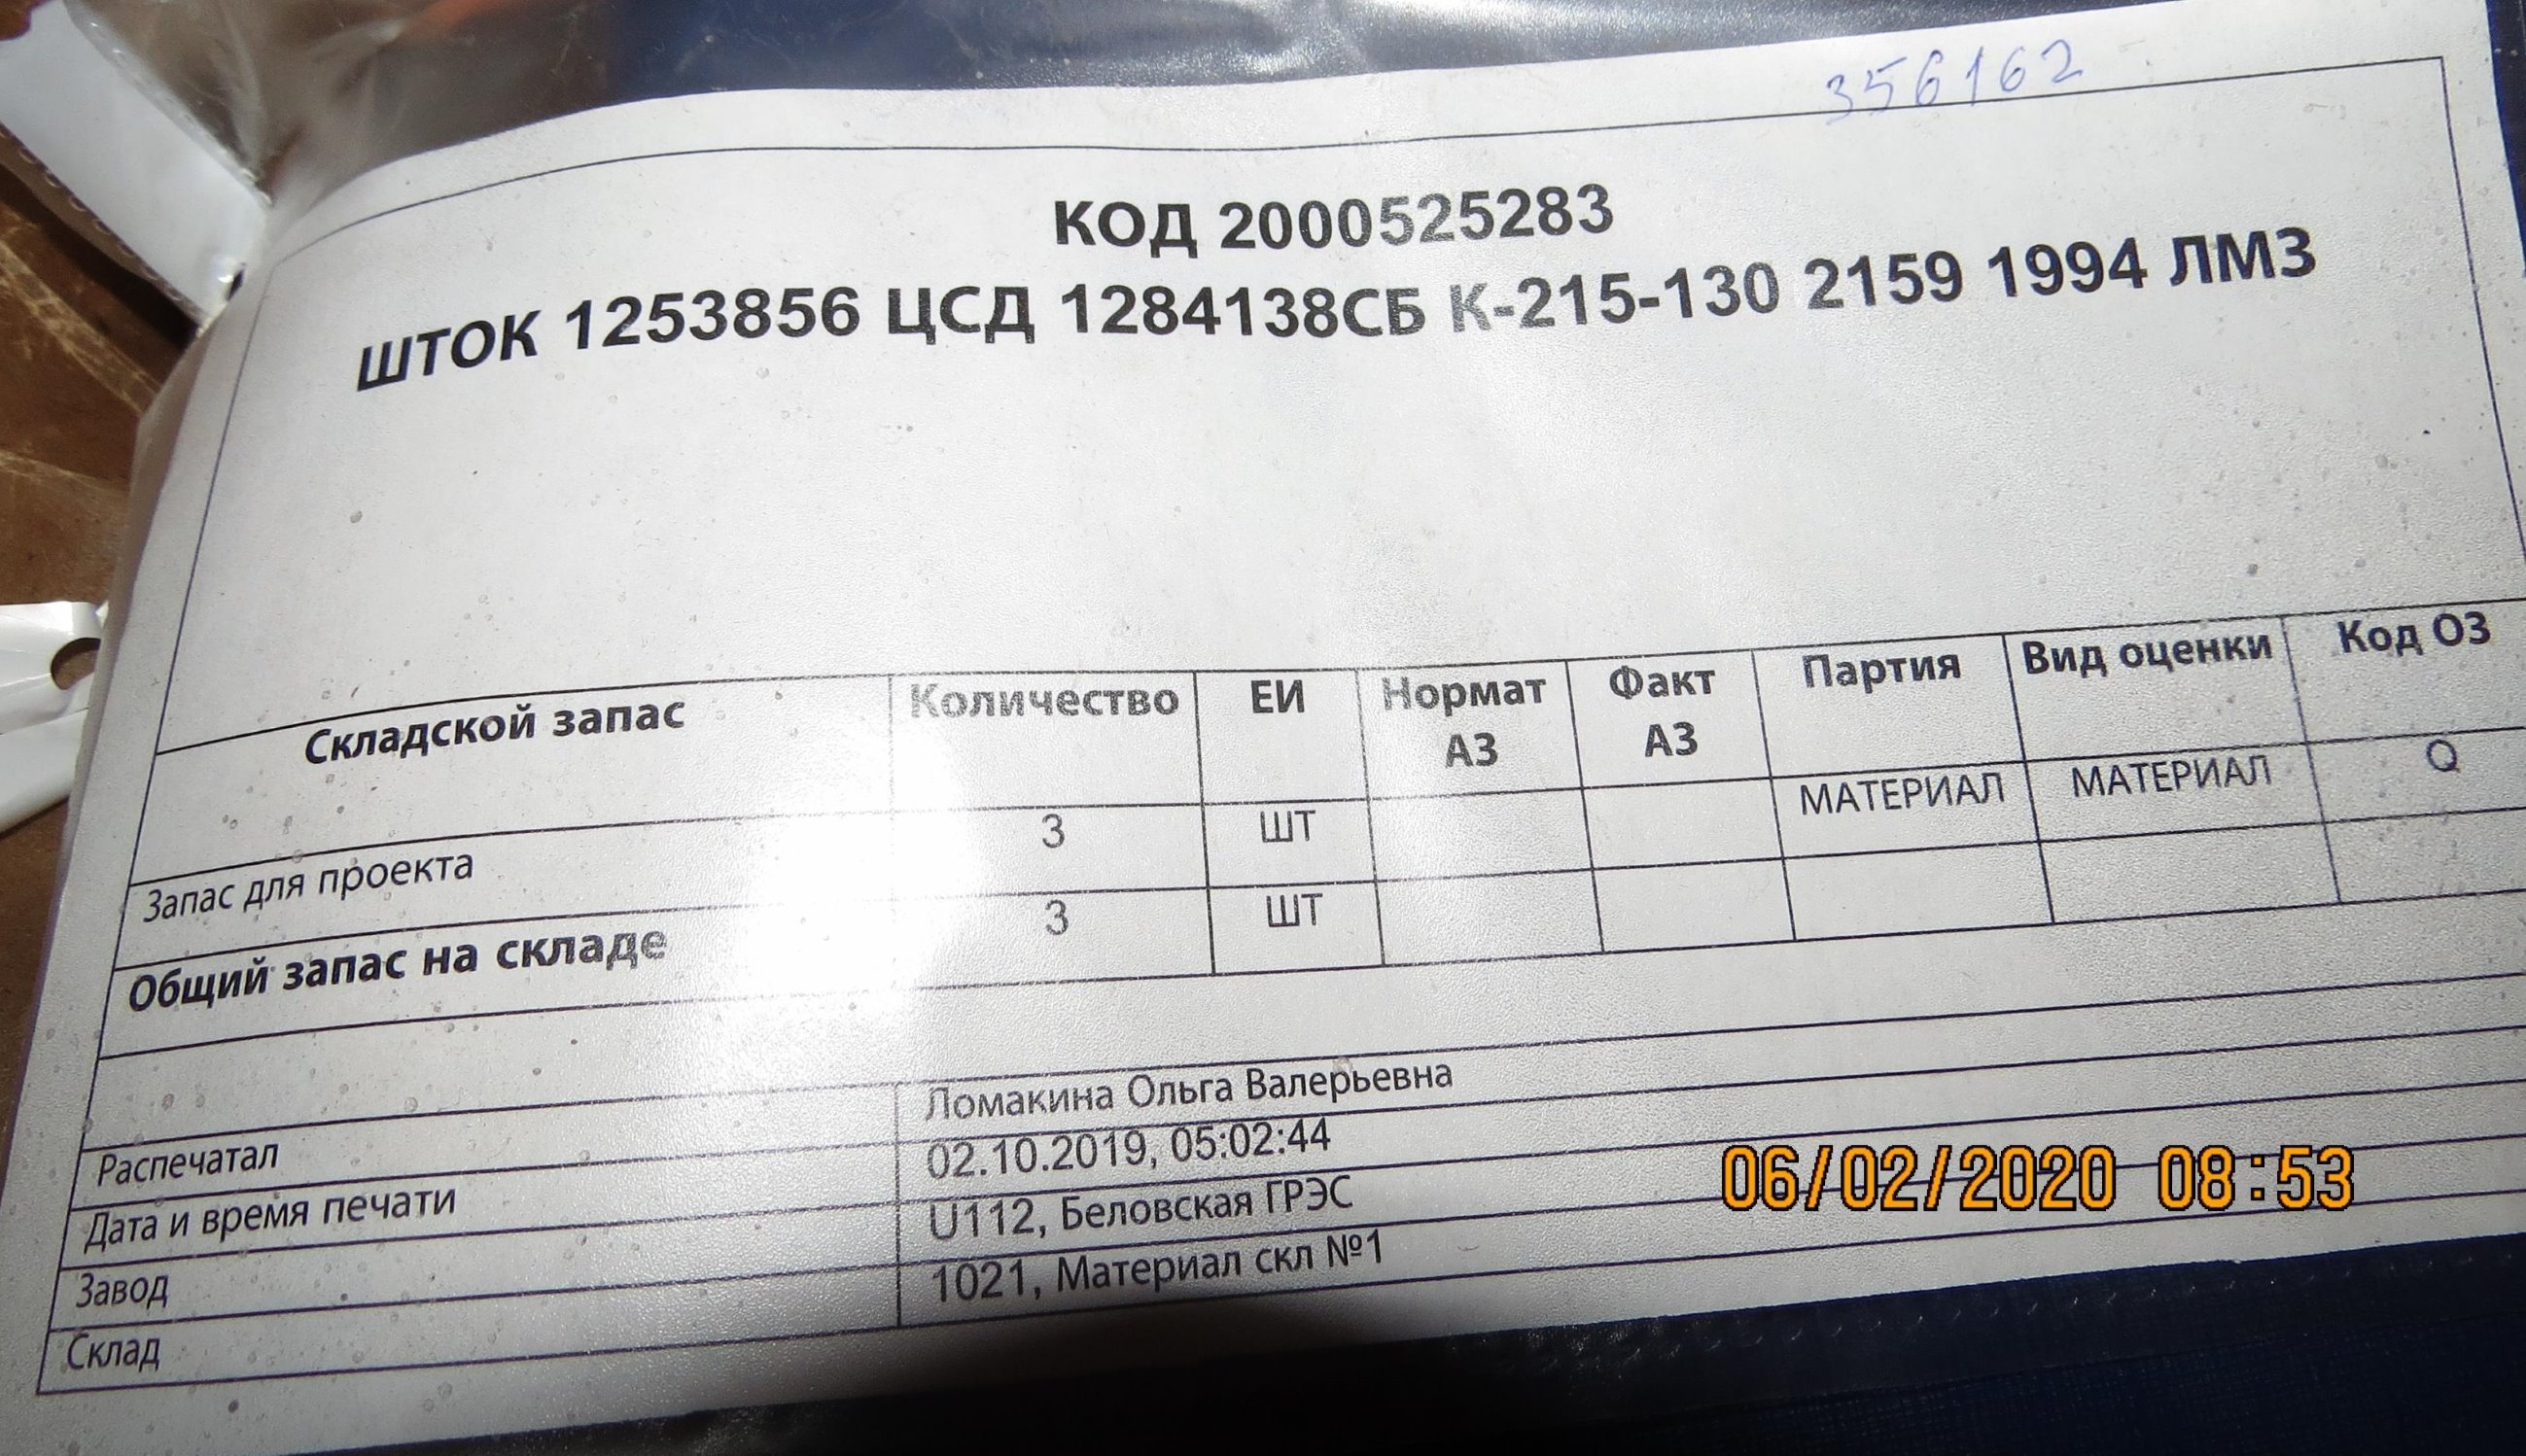 356162
КОД 2000525283
ШТОК 1253856 ЦСД 1284138СБ К-215-130 2159 1994 ЛМЗ
Складской запас Количество ЕИ Нормат АЗ Факт АЗ Партия Вид оценки Код ОЗ
Запас для проекта 3 ШТ МАТЕРИАЛ МАТЕРИАЛ Q
Общий запас на складе 3 ШТ
Распечатал Ломакина Ольга Валерьевна
Дата и время печати 02.10.2019, 05:02:44
Завод U112, Беловская ГРЭС
Склад 1021, Материал скл №1
06/02/2020 08:53